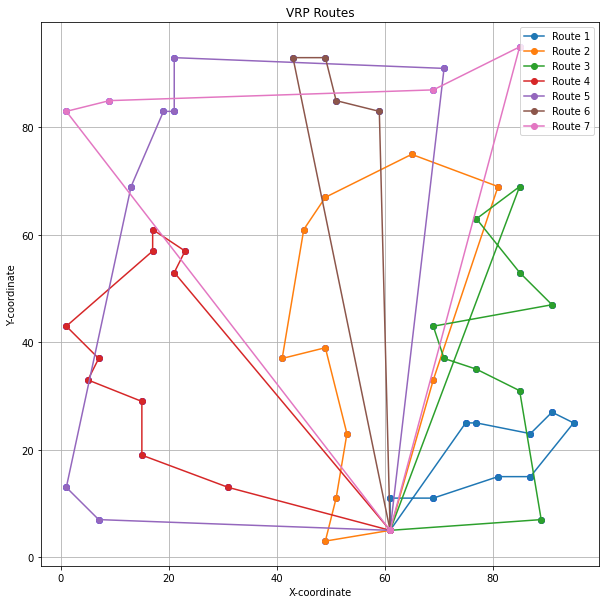 VRP Routes
Route 1
Route 2
Route 3
Route 4
Route 5
Route 6
Route 7
Y-coordinate
80
60
40
20
0
0
20
40
60
80
X-coordinate